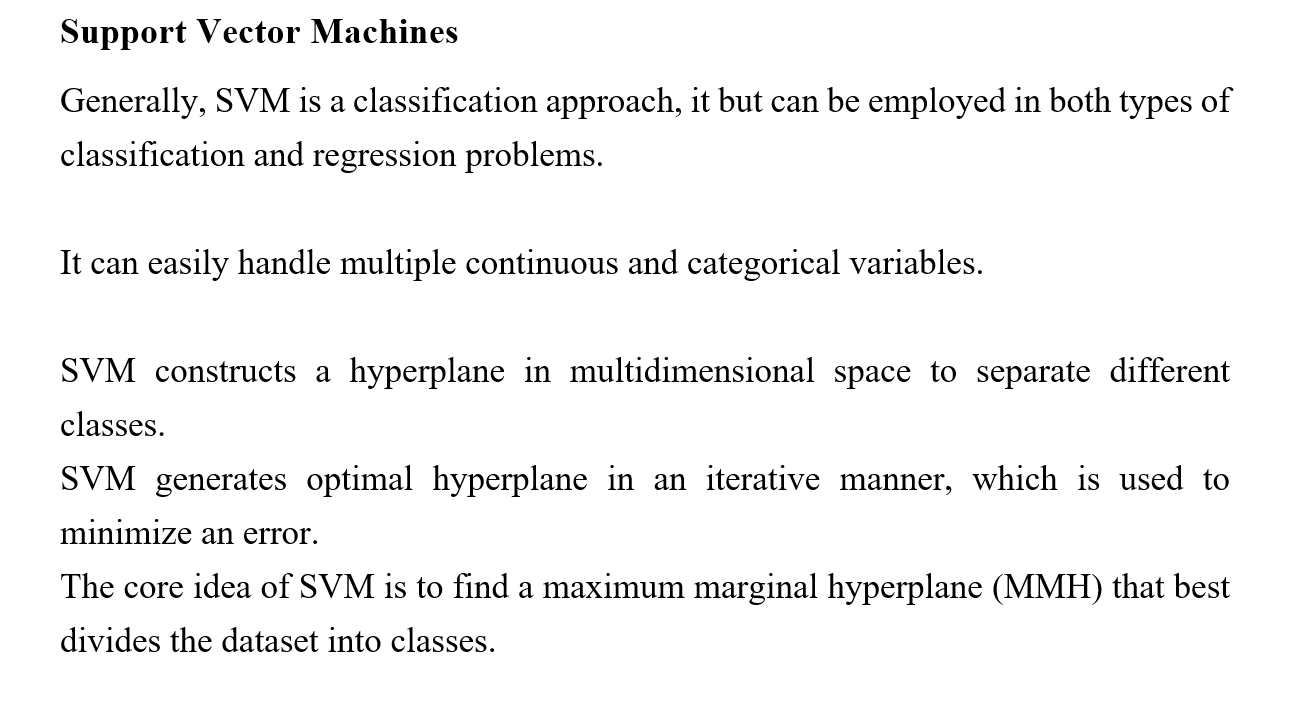 Support Vector Machines
Generally, SVM is a classification approach, it but can be employed in both types of
classification and regression problems.
It can easily handle multiple continuous and categorical variables.
SVM constructs a hyperplane in multidimensional space to separate different
classes.
SVM generates optimal hyperplane in an iterative manner, which is used to
minimize an error.
The core idea of SVM is to find a maximum marginal hyperplane (MMH) that best
divides the dataset into classes.